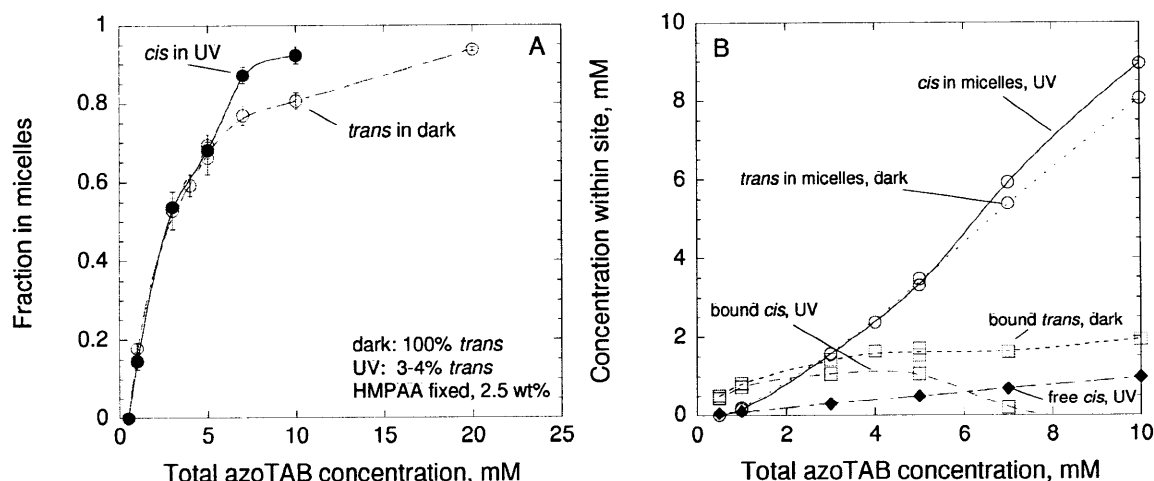 A
1
0.8
0.6
0.4
0.2
0
Fraction in micelles
cis in UV
trans in dark
dark: 100% trans
UV: 3-4% trans
HMPAA fixed, 2.5 wt%
0 5 10 15 20 25
Total azoTAB concentration, mM
B
10
8
6
4
2
0
Concentration within site, mM
cis in micelles, UV
trans in micelles, dark
bound cis, UV
bound trans, dark
free cis, UV
0 2 4 6 8 10
Total azoTAB concentration, mM